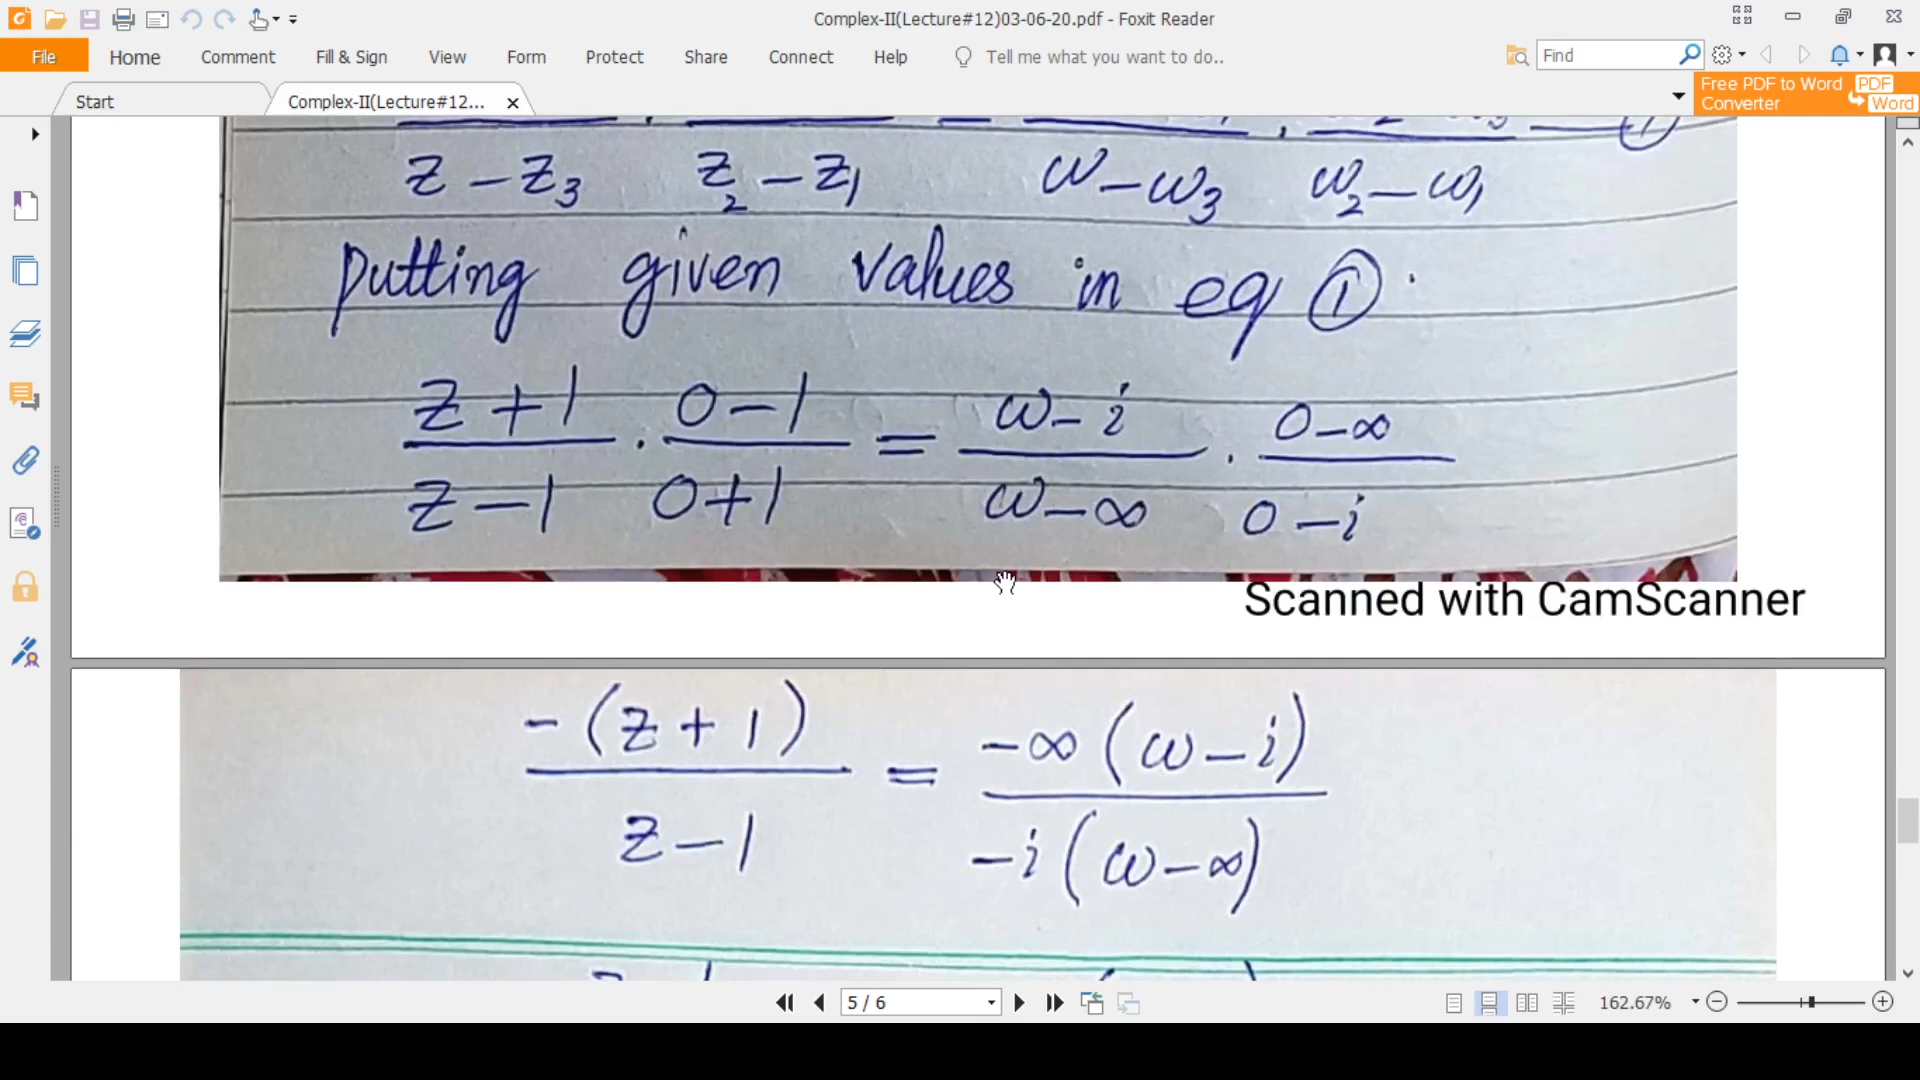 Complex-II(Lecture#12)03-06-20.pdf - Foxit Reader
File Home Comment Fill & Sign View Form Protect Share Connect Help Tell me what you want to do.. Find
Free PDF to Word Converter PDF Word
Start Complex-II(Lecture#12...
z - z3 z2 - z1 ω - ω3 ω2 - ω1
putting given values in eq ①.
z + 1 . 0 - 1 = ω - i . 0 - ∞
z - 1 0 + 1 ω - ∞ 0 - i
Scanned with CamScanner
-(z + 1) = -∞(ω - i)
z - 1 -i(ω - ∞)
5 / 6 162.67%